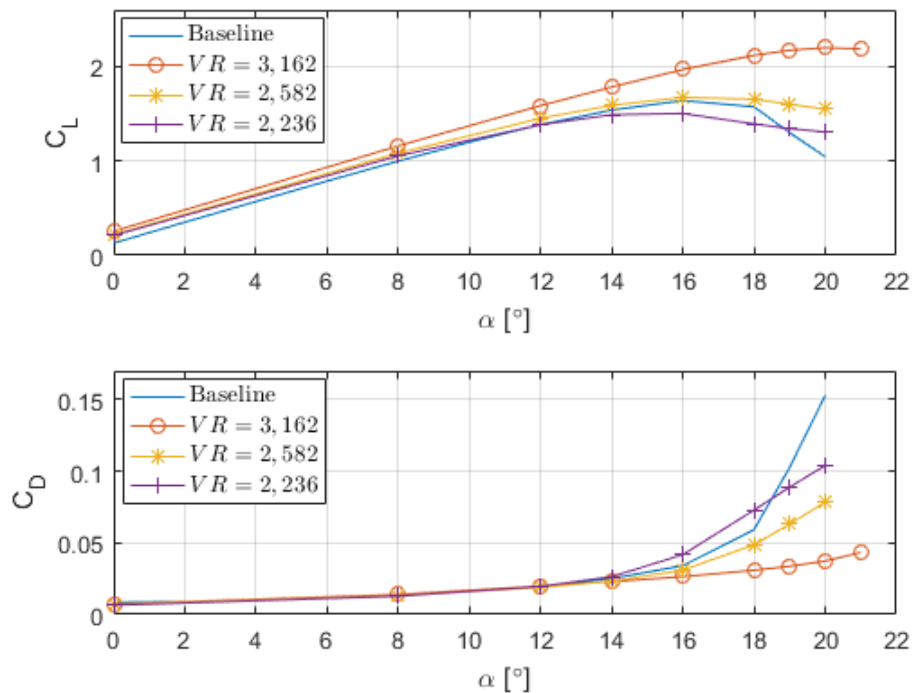 Baseline
VR = 3, 162
VR = 2, 582
VR = 2, 236
C_L
2
1
0
0 2 4 6 8 10 12 14 16 18 20 22
α [°]
Baseline
VR = 3, 162
VR = 2, 582
VR = 2, 236
C_D
0.15
0.1
0.05
0
0 2 4 6 8 10 12 14 16 18 20 22
α [°]